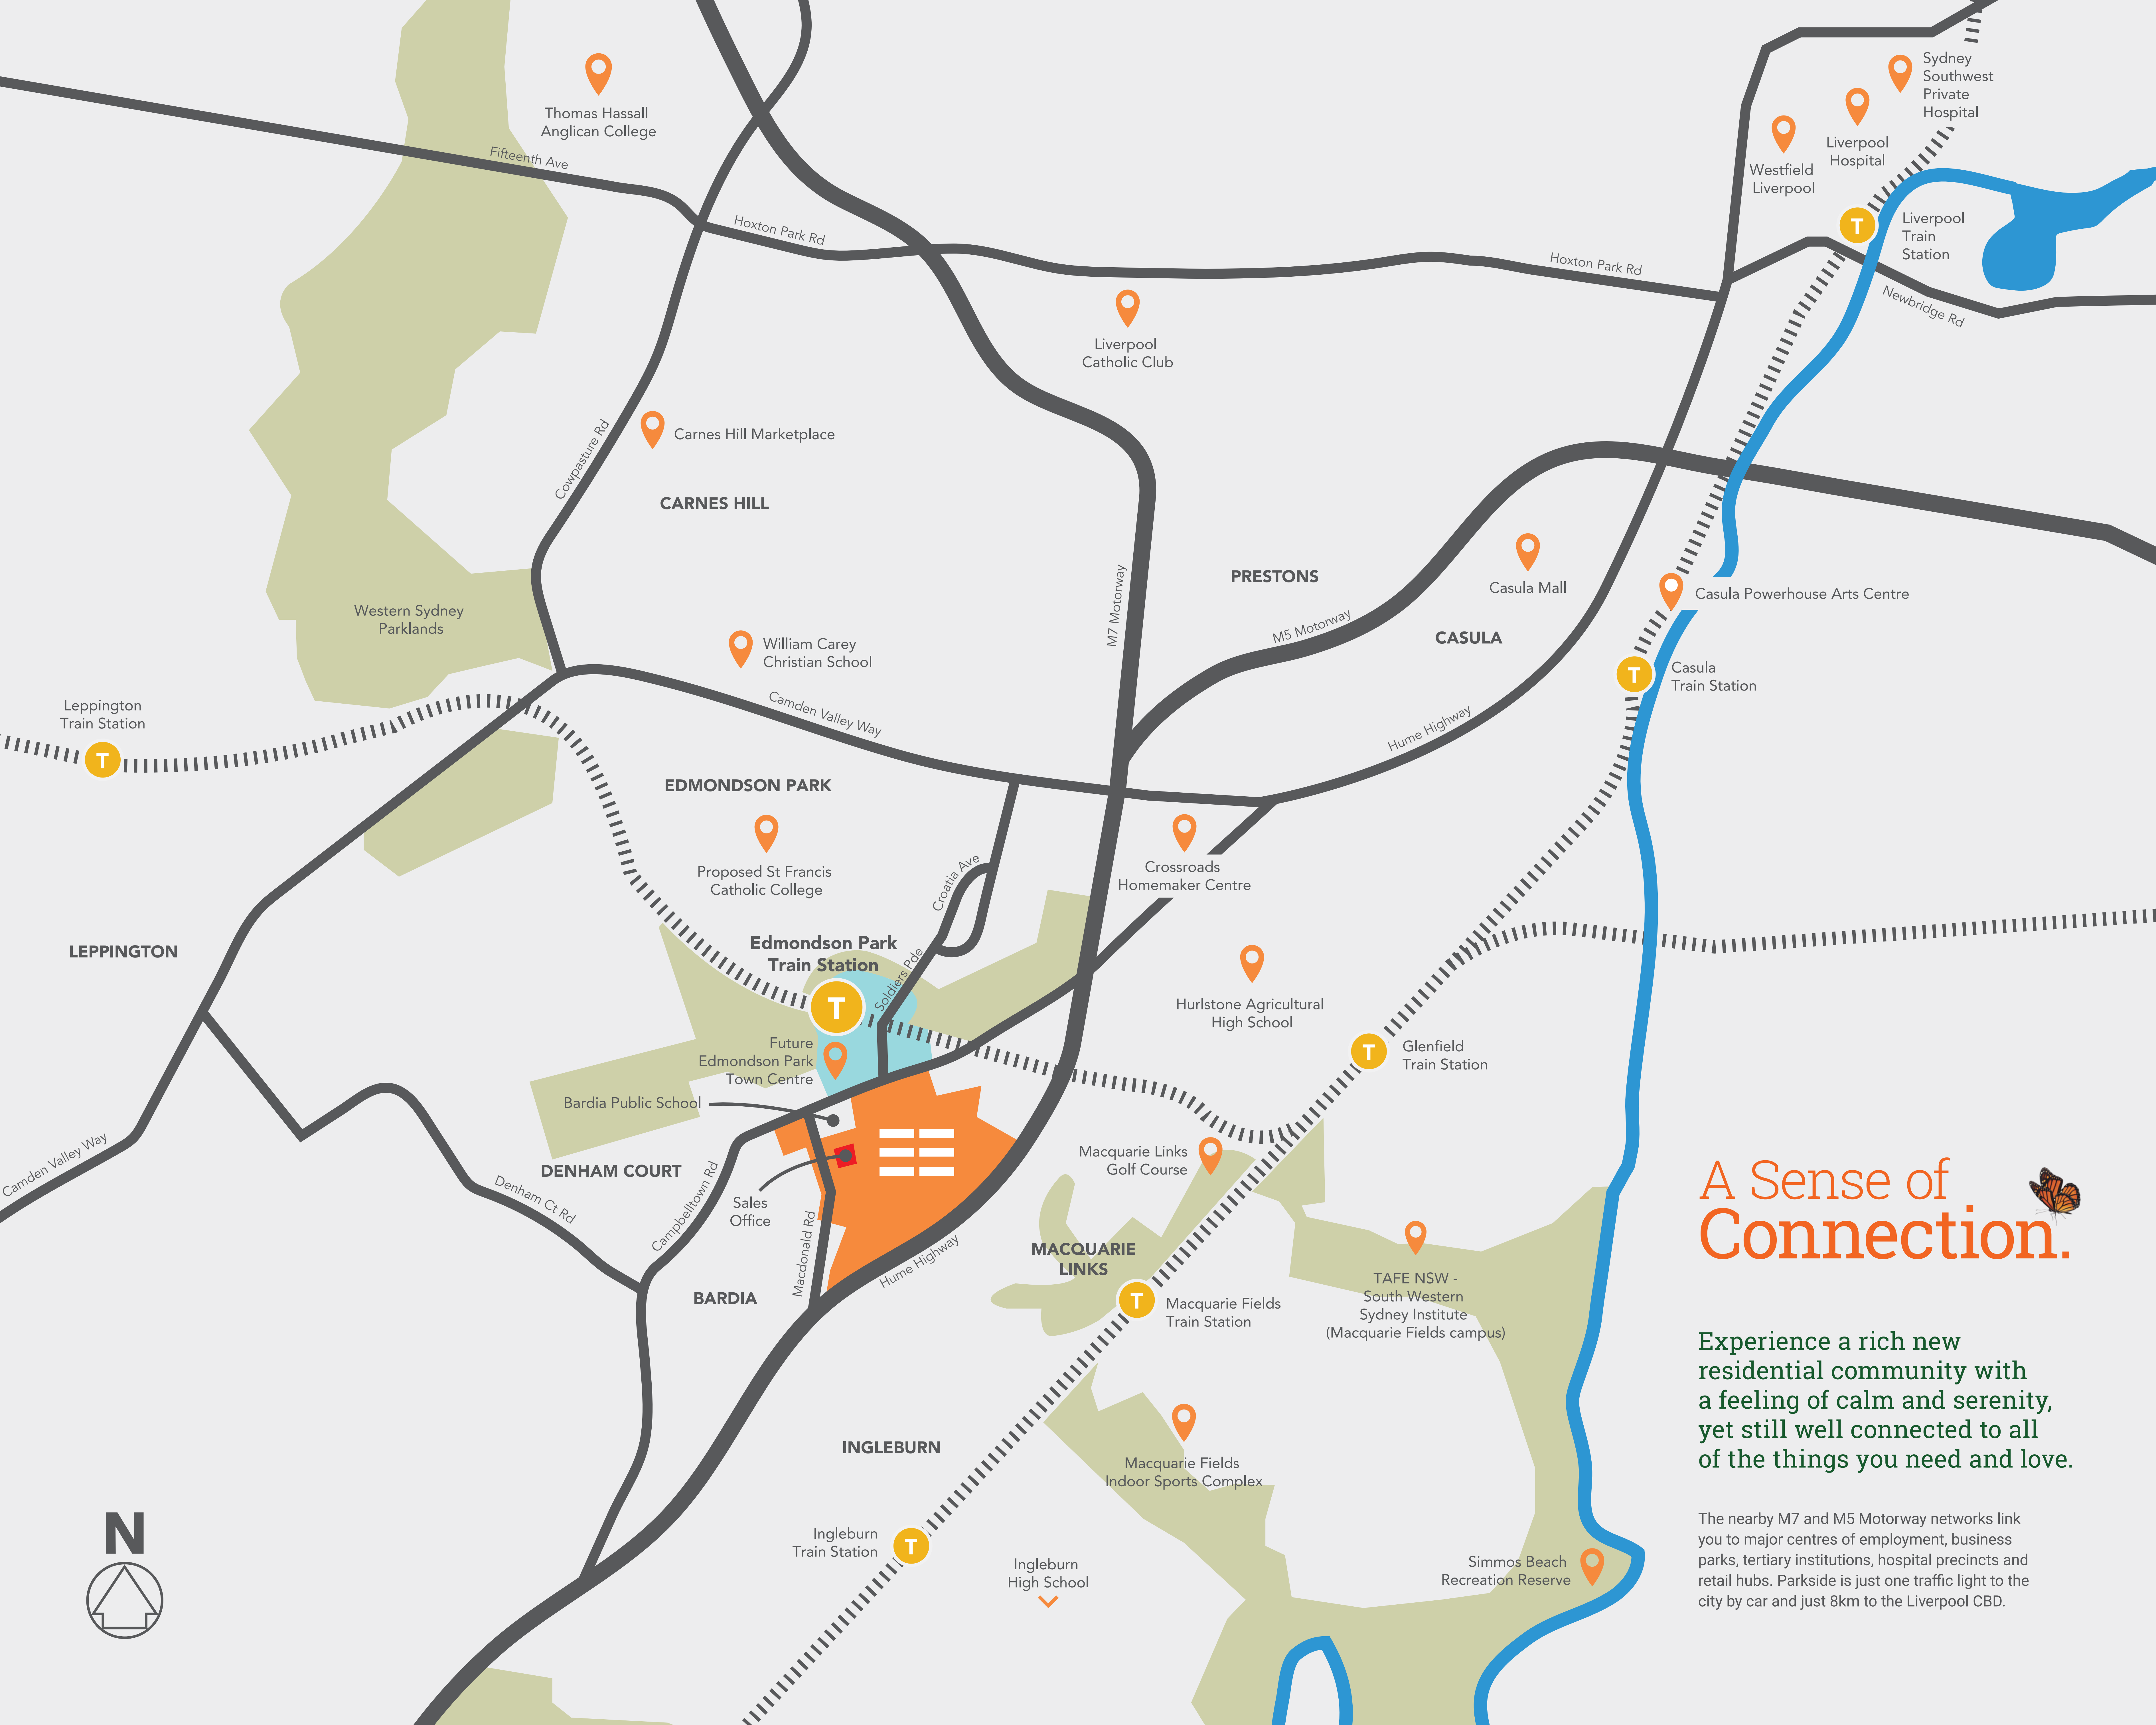 Thomas Hassall
Anglican College
Fifteenth Ave
Hoxton Park Rd
Hoxton Park Rd
Sydney
Southwest
Private
Hospital
Liverpool
Hospital
Westfield
Liverpool
T
Liverpool
Train
Station
Newbridge Rd
Liverpool
Catholic Club
Cowpasture Rd
Carnes Hill Marketplace
CARNES HILL
M7 Motorway
PRESTONS
Casula Mall
M5 Motorway
CASULA
Casula Powerhouse Arts Centre
T
Casula
Train Station
Western Sydney
Parklands
William Carey
Christian School
Camden Valley Way
Hume Highway
Leppington
Train Station
T
EDMONDSON PARK
Proposed St Francis
Catholic College
Croatia Ave
Crossroads
Homemaker Centre
LEPPINGTON
Edmondson Park
Train Station
T
Soldiers Pde
Hurlstone Agricultural
High School
T
Glenfield
Train Station
Future
Edmondson Park
Town Centre
Bardia Public School
Macquarie Links
Golf Course
Camden Valley Way
DENHAM COURT
Denham Ct Rd
Campbelltown Rd
Sales
Office
Macdonald Rd
Hume Highway
BARDIA
MACQUARIE
LINKS
T
Macquarie Fields
Train Station
TAFE NSW -
South Western
Sydney Institute
(Macquarie Fields campus)
INGLEBURN
Macquarie Fields
Indoor Sports Complex
Ingleburn
Train Station
T
Ingleburn
High School
Simmos Beach
Recreation Reserve
N
A Sense of
Connection.
Experience a rich new
residential community with
a feeling of calm and serenity,
yet still well connected to all
of the things you need and love.
The nearby M7 and M5 Motorway networks link
you to major centres of employment, business
parks, tertiary institutions, hospital precincts and
retail hubs. Parkside is just one traffic light to the
city by car and just 8km to the Liverpool CBD.